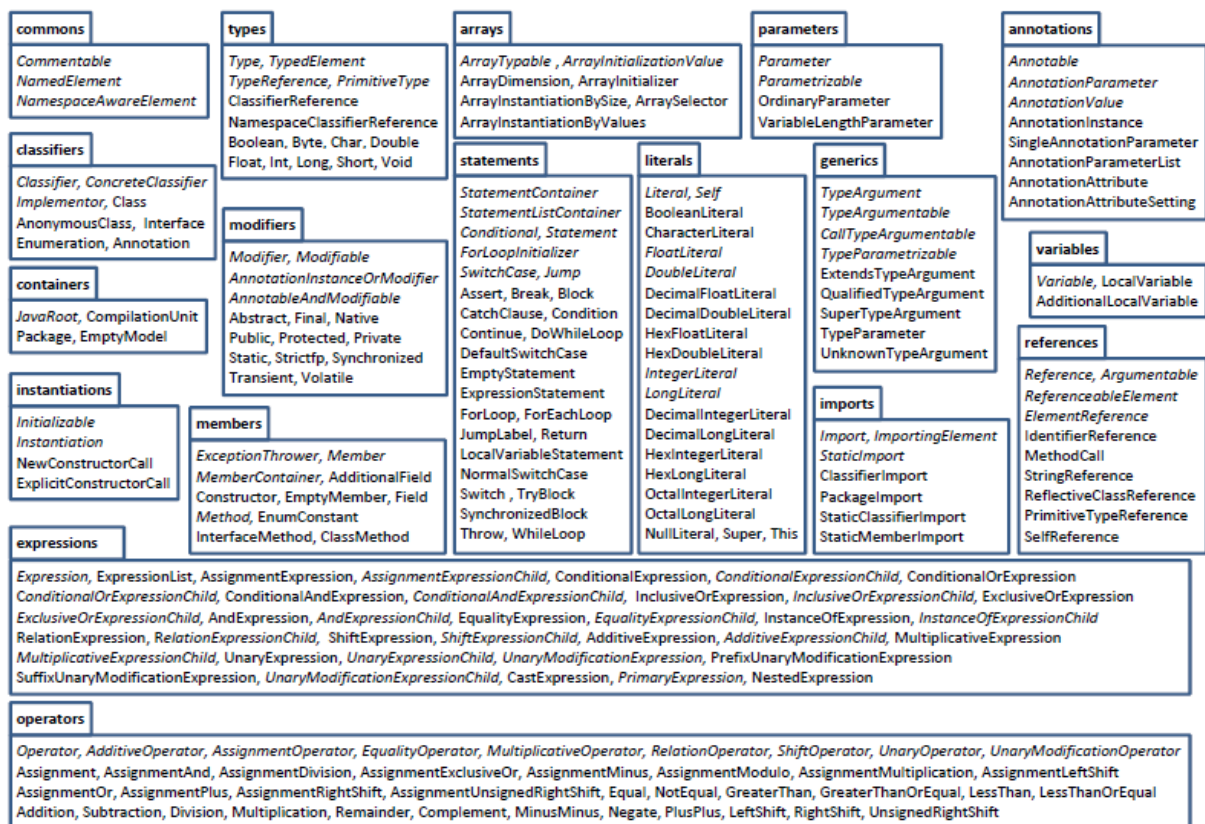 commons
Commentable
NamedElement
NamespaceAwareElement
types
Type, TypedElement
TypeReference, PrimitiveType
ClassifierReference
NamespaceClassifierReference
Boolean, Byte, Char, Double
Float, Int, Long, Short, Void
arrays
ArrayTypable , ArrayInitializationValue
ArrayDimension, ArrayInitializer
ArrayInstantiationBySize, ArraySelector
ArrayInstantiationByValues
parameters
Parameter
Parametrizable
OrdinaryParameter
VariableLengthParameter
annotations
Annotable
AnnotationParameter
AnnotationValue
AnnotationInstance
SingleAnnotationParameter
AnnotationParameterList
AnnotationAttribute
AnnotationAttributeSetting
classifiers
Classifier, ConcreteClassifier
Implementor, Class
AnonymousClass, Interface
Enumeration, Annotation
modifiers
Modifier, Modifiable
AnnotationInstanceOrModifier
AnnotableAndModifiable
Abstract, Final, Native
Public, Protected, Private
Static, Strictfp, Synchronized
Transient, Volatile
statements
StatementContainer
StatementListContainer
Conditional, Statement
ForLoopInitializer
SwitchCase, Jump
Assert, Break, Block
CatchClause, Condition
Continue, DoWhileLoop
DefaultSwitchCase
EmptyStatement
ExpressionStatement
ForLoop, ForEachLoop
JumpLabel, Return
LocalVariableStatement
NormalSwitchCase
Switch , TryBlock
SynchronizedBlock
Throw, WhileLoop
literals
Literal, Self
BooleanLiteral
CharacterLiteral
FloatLiteral
DoubleLiteral
DecimalFloatLiteral
DecimalDoubleLiteral
HexFloatLiteral
HexDoubleLiteral
IntegerLiteral
LongLiteral
DecimalIntegerLiteral
DecimalLongLiteral
HexIntegerLiteral
HexLongLiteral
OctalIntegerLiteral
OctalLongLiteral
NullLiteral, Super, This
generics
TypeArgument
TypeArgumentable
CallTypeArgumentable
TypeParametrizable
ExtendsTypeArgument
QualifiedTypeArgument
SuperTypeArgument
TypeParameter
UnknownTypeArgument
variables
Variable, LocalVariable
AdditionalLocalVariable
containers
JavaRoot, CompilationUnit
Package, EmptyModel
references
Reference, Argumentable
ReferenceableElement
ElementReference
IdentifierReference
MethodCall
StringReference
ReflectiveClassReference
PrimitiveTypeReference
SelfReference
instantiations
Initializable
Instantiation
NewConstructorCall
ExplicitConstructorCall
members
ExceptionThrower, Member
MemberContainer, AdditionalField
Constructor, EmptyMember, Field
Method, EnumConstant
InterfaceMethod, ClassMethod
imports
Import, ImportingElement
StaticImport
ClassifierImport
PackageImport
StaticClassifierImport
StaticMemberImport
expressions
Expression, ExpressionList, AssignmentExpression, AssignmentExpressionChild, ConditionalExpression, ConditionalExpressionChild, ConditionalOrExpression
ConditionalOrExpressionChild, ConditionalAndExpression, ConditionalAndExpressionChild, InclusiveOrExpression, InclusiveOrExpressionChild, ExclusiveOrExpression
ExclusiveOrExpressionChild, AndExpression, AndExpressionChild, EqualityExpression, EqualityExpressionChild, InstanceOfExpression, InstanceOfExpressionChild
RelationExpression, RelationExpressionChild, ShiftExpression, ShiftExpressionChild, AdditiveExpression, AdditiveExpressionChild, MultiplicativeExpression
MultiplicativeExpressionChild, UnaryExpression, UnaryExpressionChild, UnaryModificationExpression, PrefixUnaryModificationExpression
SuffixUnaryModificationExpression, UnaryModificationExpressionChild, CastExpression, PrimaryExpression, NestedExpression
operators
Operator, AdditiveOperator, AssignmentOperator, EqualityOperator, MultiplicativeOperator, RelationOperator, ShiftOperator, UnaryOperator, UnaryModificationOperator
Assignment, AssignmentAnd, AssignmentDivision, AssignmentExclusiveOr, AssignmentMinus, AssignmentModulo, AssignmentMultiplication, AssignmentLeftShift
AssignmentOr, AssignmentPlus, AssignmentRightShift, AssignmentUnsignedRightShift, Equal, NotEqual, GreaterThan, GreaterThanOrEqual, LessThan, LessThanOrEqual
Addition, Subtraction, Division, Multiplication, Remainder, Complement, MinusMinus, Negate, PlusPlus, LeftShift, RightShift, UnsignedRightShift